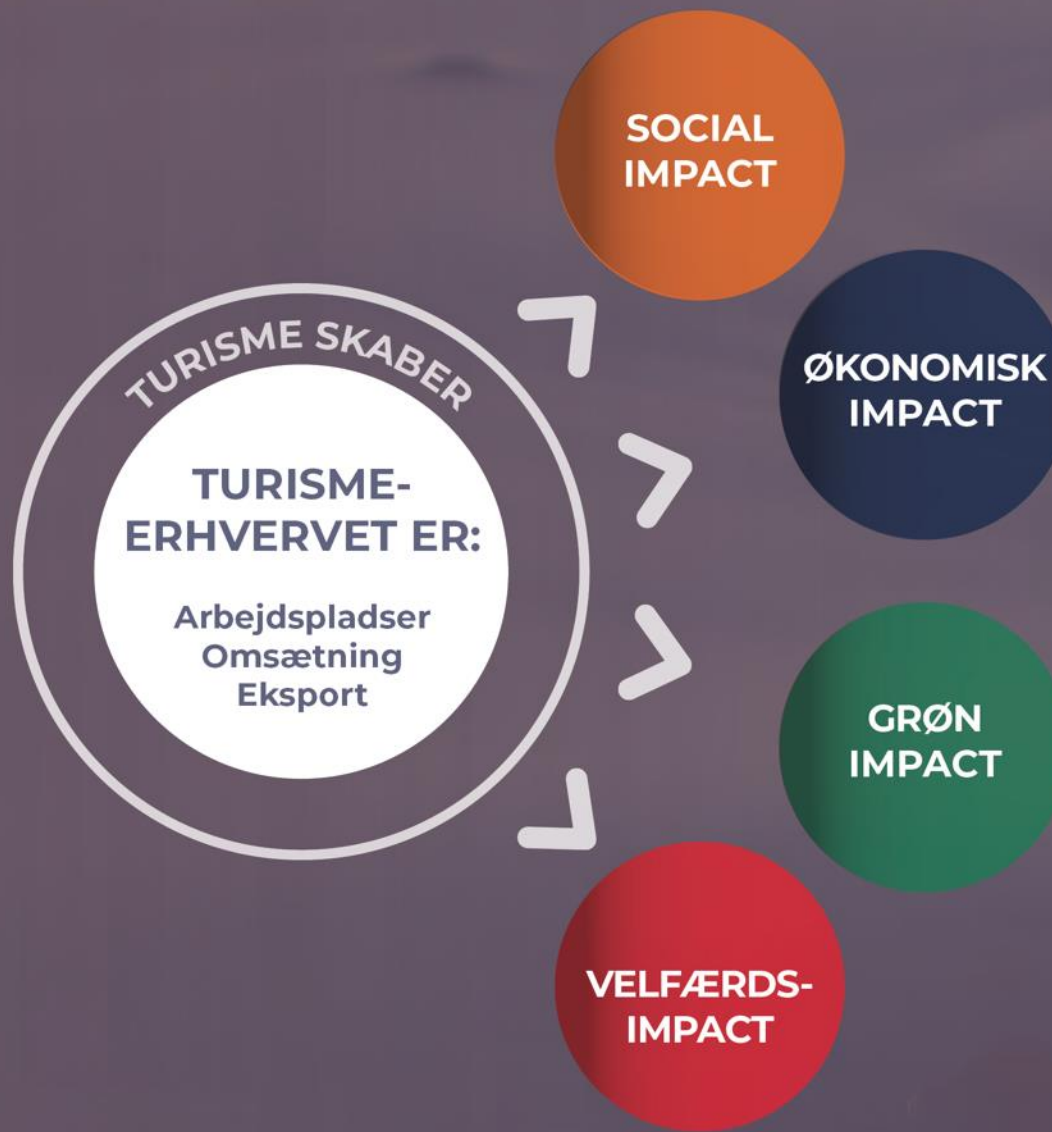 TURISME SKABER
TURISME-
ERHVERVET ER:
Arbejdspladser
Omsætning
Eksport
SOCIAL
IMPACT
ØKONOMISK
IMPACT
GRØN
IMPACT
VELFÆRDS-
IMPACT